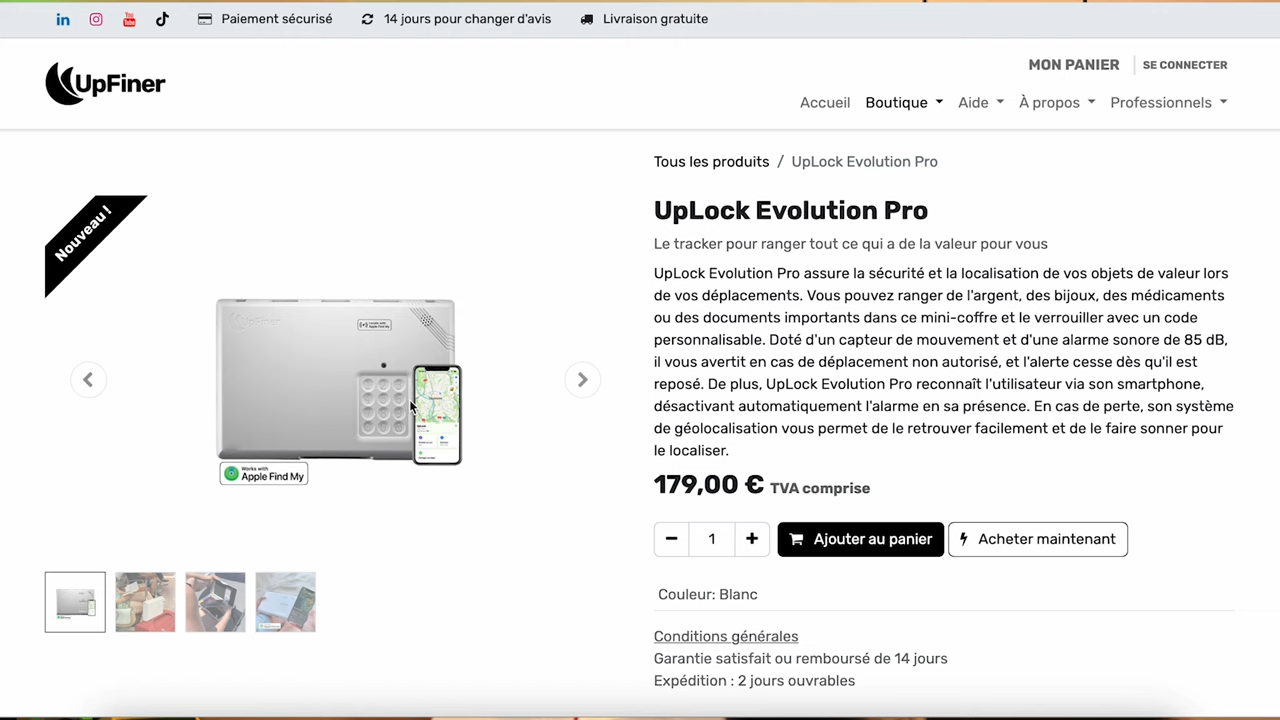 Paiement sécurisé
14 jours pour changer d'avis
Livraison gratuite
UpFiner
MON PANIER
SE CONNECTER
Accueil
Boutique
Aide
À propos
Professionnels
Tous les produits / UpLock Evolution Pro
Nouveau !
UpLock Evolution Pro
Le tracker pour ranger tout ce qui a de la valeur pour vous
UpLock Evolution Pro assure la sécurité et la localisation de vos objets de valeur lors
de vos déplacements. Vous pouvez ranger de l'argent, des bijoux, des médicaments
ou des documents importants dans ce mini-coffre et le verrouiller avec un code
personnalisable. Doté d'un capteur de mouvement et d'une alarme sonore de 85 dB,
il vous avertit en cas de déplacement non autorisé, et l'alerte cesse dès qu'il est
reposé. De plus, UpLock Evolution Pro reconnaît l'utilisateur via son smartphone,
désactivant automatiquement l'alarme en sa présence. En cas de perte, son système
de géolocalisation vous permet de le retrouver facilement et de le faire sonner pour
le localiser.
UpFiner
Locate with
Apple Find My
Works with
Apple Find My
179,00 € TVA comprise
1
Ajouter au panier
Acheter maintenant
Couleur: Blanc
Conditions générales
Garantie satisfait ou remboursé de 14 jours
Expédition : 2 jours ouvrables